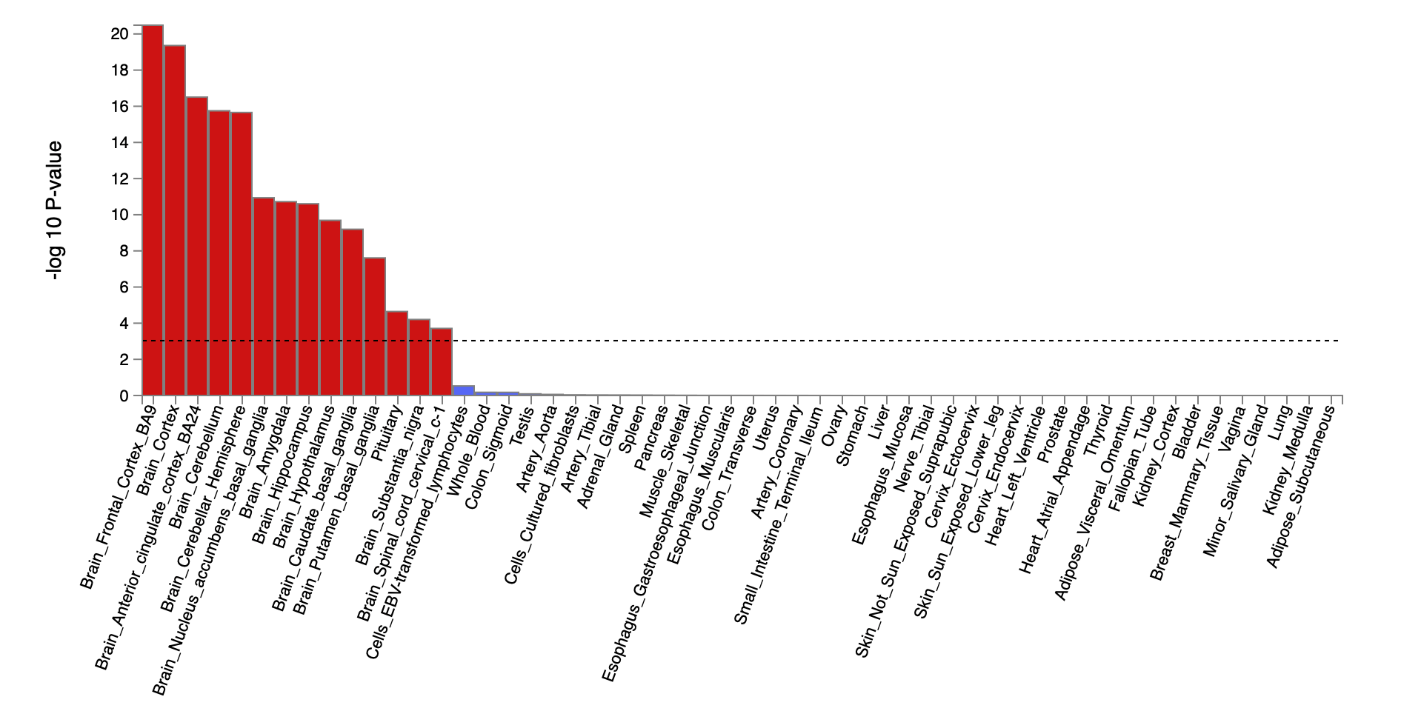 -log 10 P-value
20
18
16
14
12
10
8
6
4
2
0
Brain_Frontal_Cortex_BA9
Brain_Cortex
Brain_Anterior_cingulate_cortex_BA24
Brain_Cerebellum
Brain_Cerebellar_Hemisphere
Brain_Nucleus_accumbens_basal_ganglia
Brain_Amygdala
Brain_Hippocampus
Brain_Hypothalamus
Brain_Caudate_basal_ganglia
Brain_Putamen_basal_ganglia
Pituitary
Brain_Substantia_nigra
Brain_Spinal_cord_cervical_c-1
Cells_EBV-transformed_lymphocytes
Whole_Blood
Colon_Sigmoid
Testis
Artery_Aorta
Cells_Cultured_fibroblasts
Artery_Tibial
Adrenal_Gland
Spleen
Pancreas
Muscle_Skeletal
Esophagus_Gastroesophageal_Junction
Esophagus_Muscularis
Colon_Transverse
Uterus
Artery_Coronary
Small_Intestine_Terminal_Ileum
Ovary
Stomach
Liver
Esophagus_Mucosa
Nerve_Tibial
Skin_Not_Sun_Exposed_Suprapubic
Cervix_Ectocervix
Skin_Sun_Exposed_Lower_leg
Cervix_Endocervix
Heart_Left_Ventricle
Prostate
Heart_Atrial_Appendage
Thyroid
Adipose_Visceral_Omentum
Fallopian_Tube
Kidney_Cortex
Bladder
Breast_Mammary_Tissue
Vagina
Minor_Salivary_Gland
Lung
Kidney_Medulla
Adipose_Subcutaneous